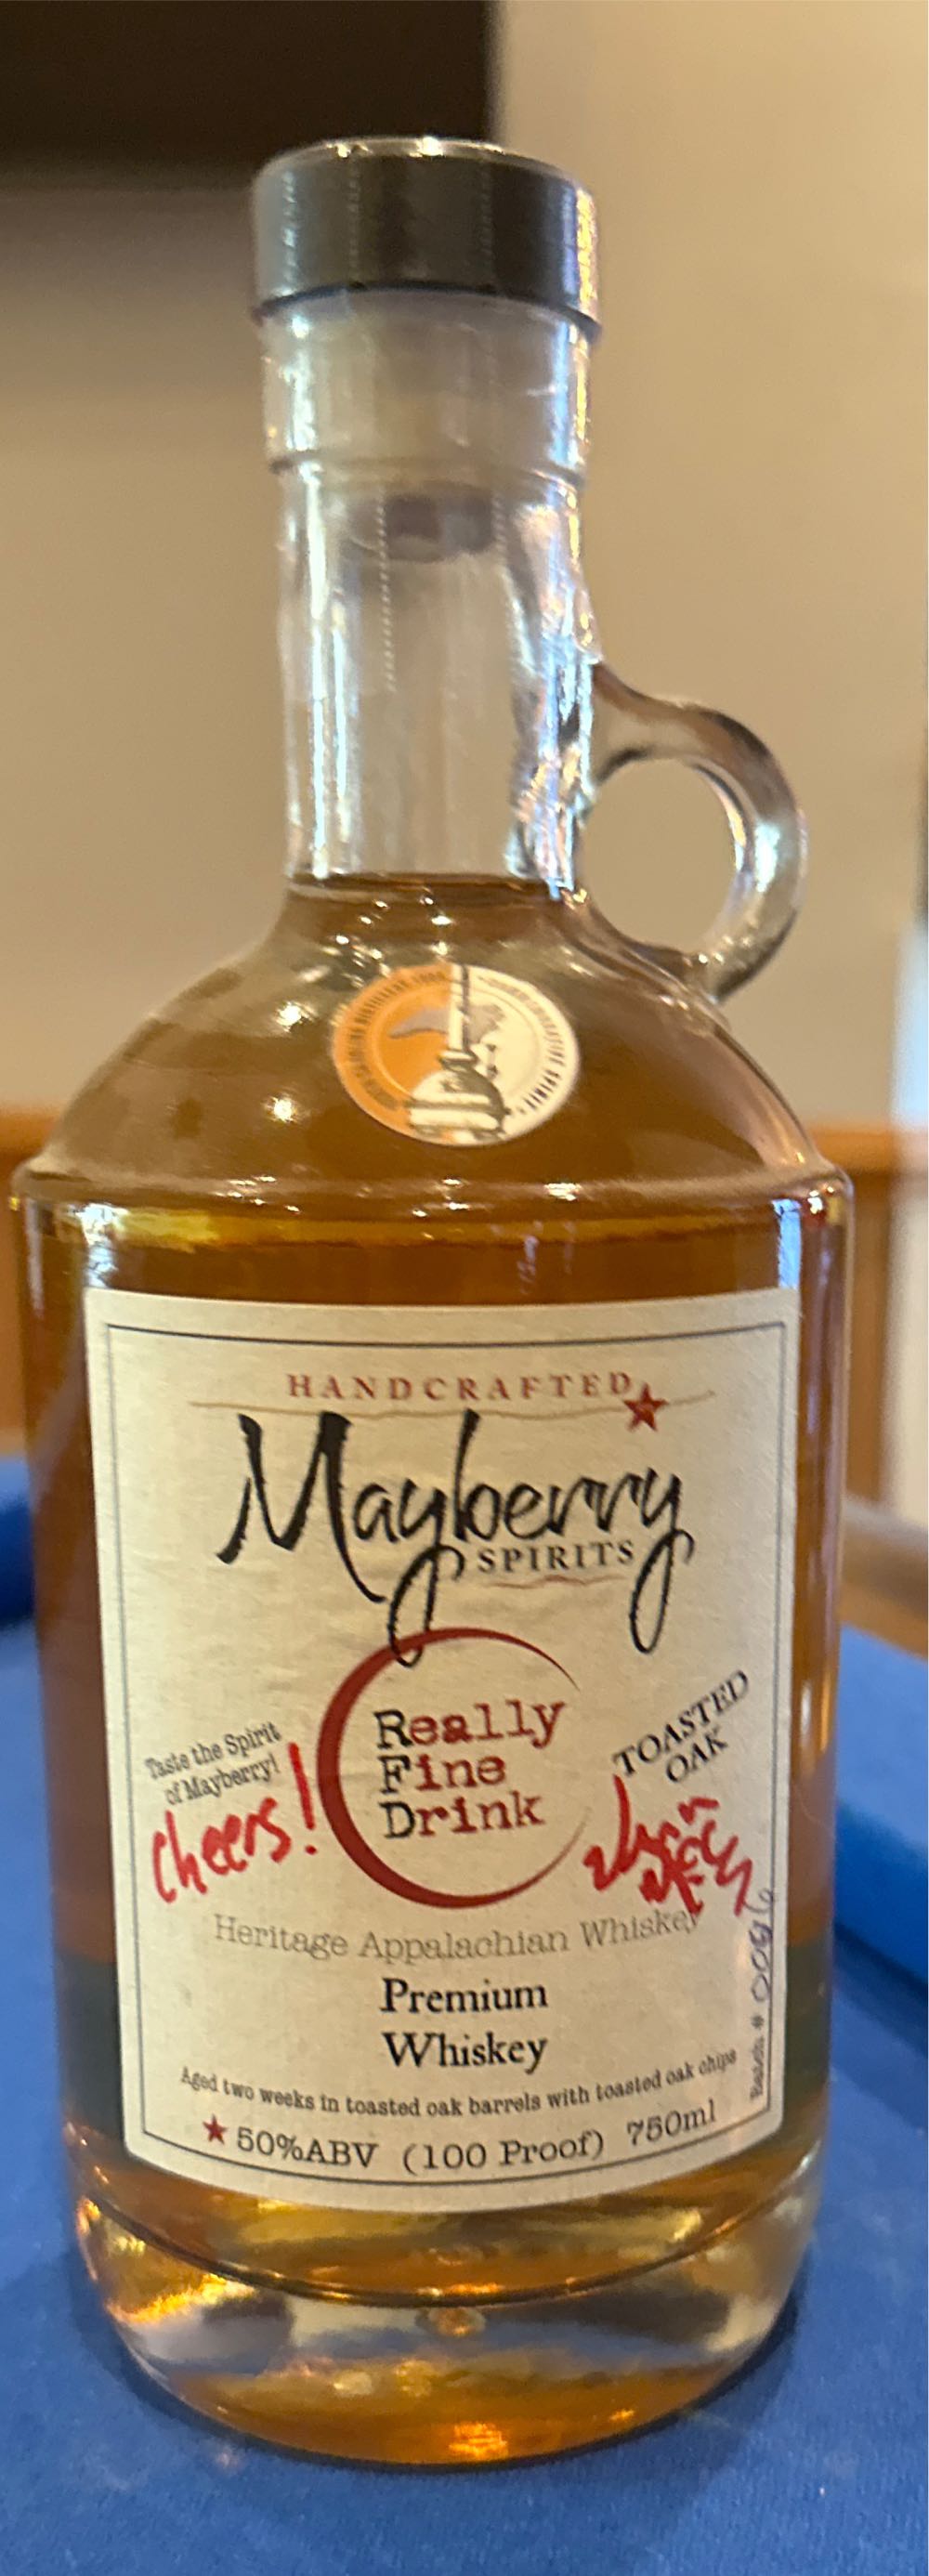 HANDCRAFTED
Mayberry
SPIRITS
Really
Fine
Drink
Taste the Spirit
of Mayberry!
Cheers!
TOASTED
OAK
Heritage Appalachian Whiskey
Premium
Whiskey
Aged two weeks in toasted oak barrels with toasted oak chips
50%ABV (100 Proof) 750ml
Batch #